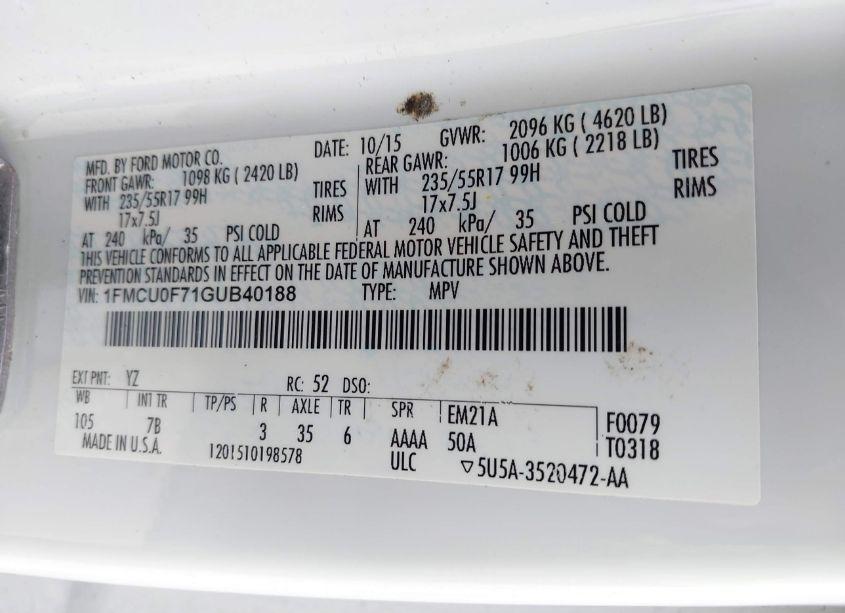 MFD. BY FORD MOTOR CO. DATE: 10/15 GVWR: 2096 KG ( 4620 LB)
FRONT GAWR: 1098 KG ( 2420 LB) REAR GAWR: 1006 KG ( 2218 LB)
WITH 235/55R17 99H TIRES WITH 235/55R17 99H TIRES
17x7.5J RIMS 17x7.5J RIMS
AT 240 kPa/ 35 PSI COLD AT 240 kPa/ 35 PSI COLD
THIS VEHICLE CONFORMS TO ALL APPLICABLE FEDERAL MOTOR VEHICLE SAFETY AND THEFT
PREVENTION STANDARDS IN EFFECT ON THE DATE OF MANUFACTURE SHOWN ABOVE.
VIN: 1FMCU0F71GUB40188 TYPE: MPV
EXT PNT: YZ RC: 52 DSO:
WB INT TR TP/PS R AXLE TR SPR EM21A F0079
105 7B 3 35 6 AAAA 50A T0318
MADE IN U.S.A. 1201510198578 ULC ▽5U5A-3520472-AA